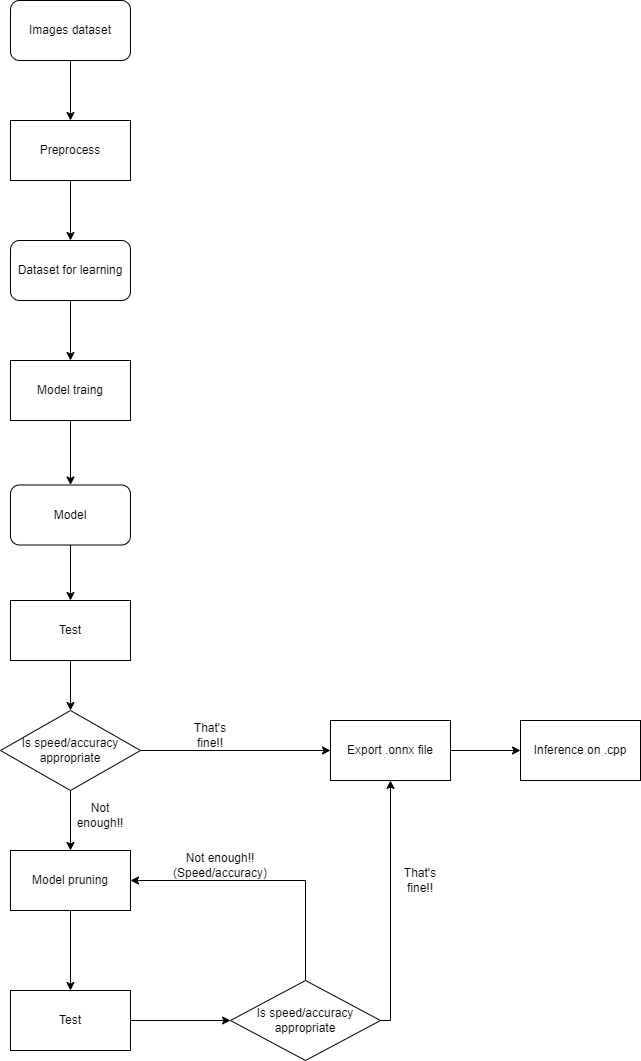 Images dataset
Preprocess
Dataset for learning
Model traing
Model
Test
Is speed/accuracy
appropriate
That's
fine!!
Export .onnx file
Inference on .cpp
Not
enough!!
Model pruning
Not enough!!
(Speed/accuracy)
That's
fine!!
Test
Is speed/accuracy
appropriate